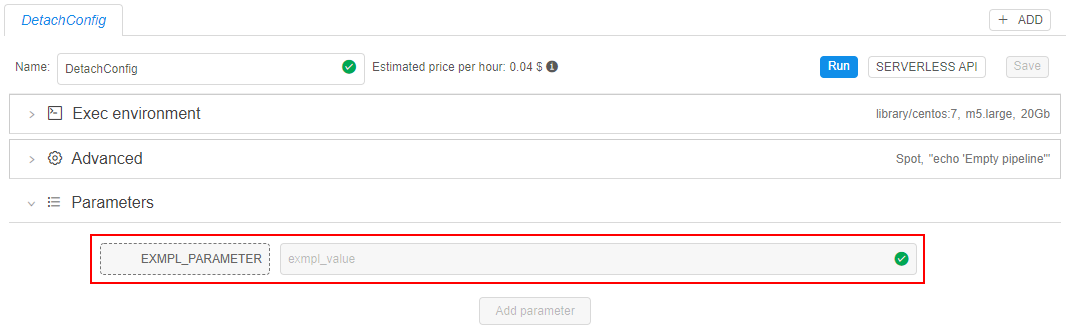 DetachConfig
+ ADD
Name: DetachConfig Estimated price per hour: 0.04 $ Run SERVERLESS API Save
Exec environment library/centos:7, m5.large, 20Gb
Advanced Spot, "echo 'Empty pipeline'"
Parameters
EXMPL_PARAMETER exmpl_value
Add parameter